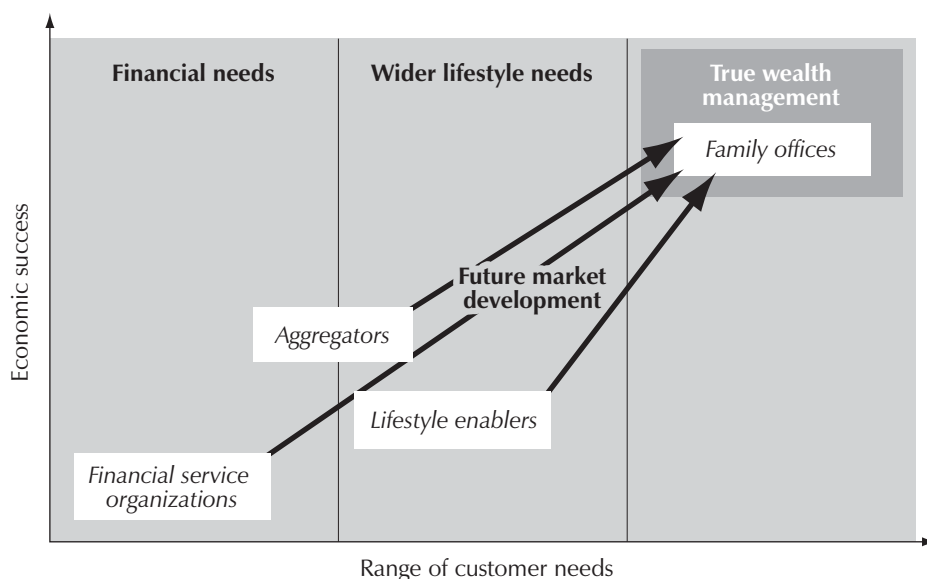 Financial needs
Wider lifestyle needs
True wealth
management
Family offices
Future market
development
Aggregators
Lifestyle enablers
Financial service
organizations
Economic success
Range of customer needs